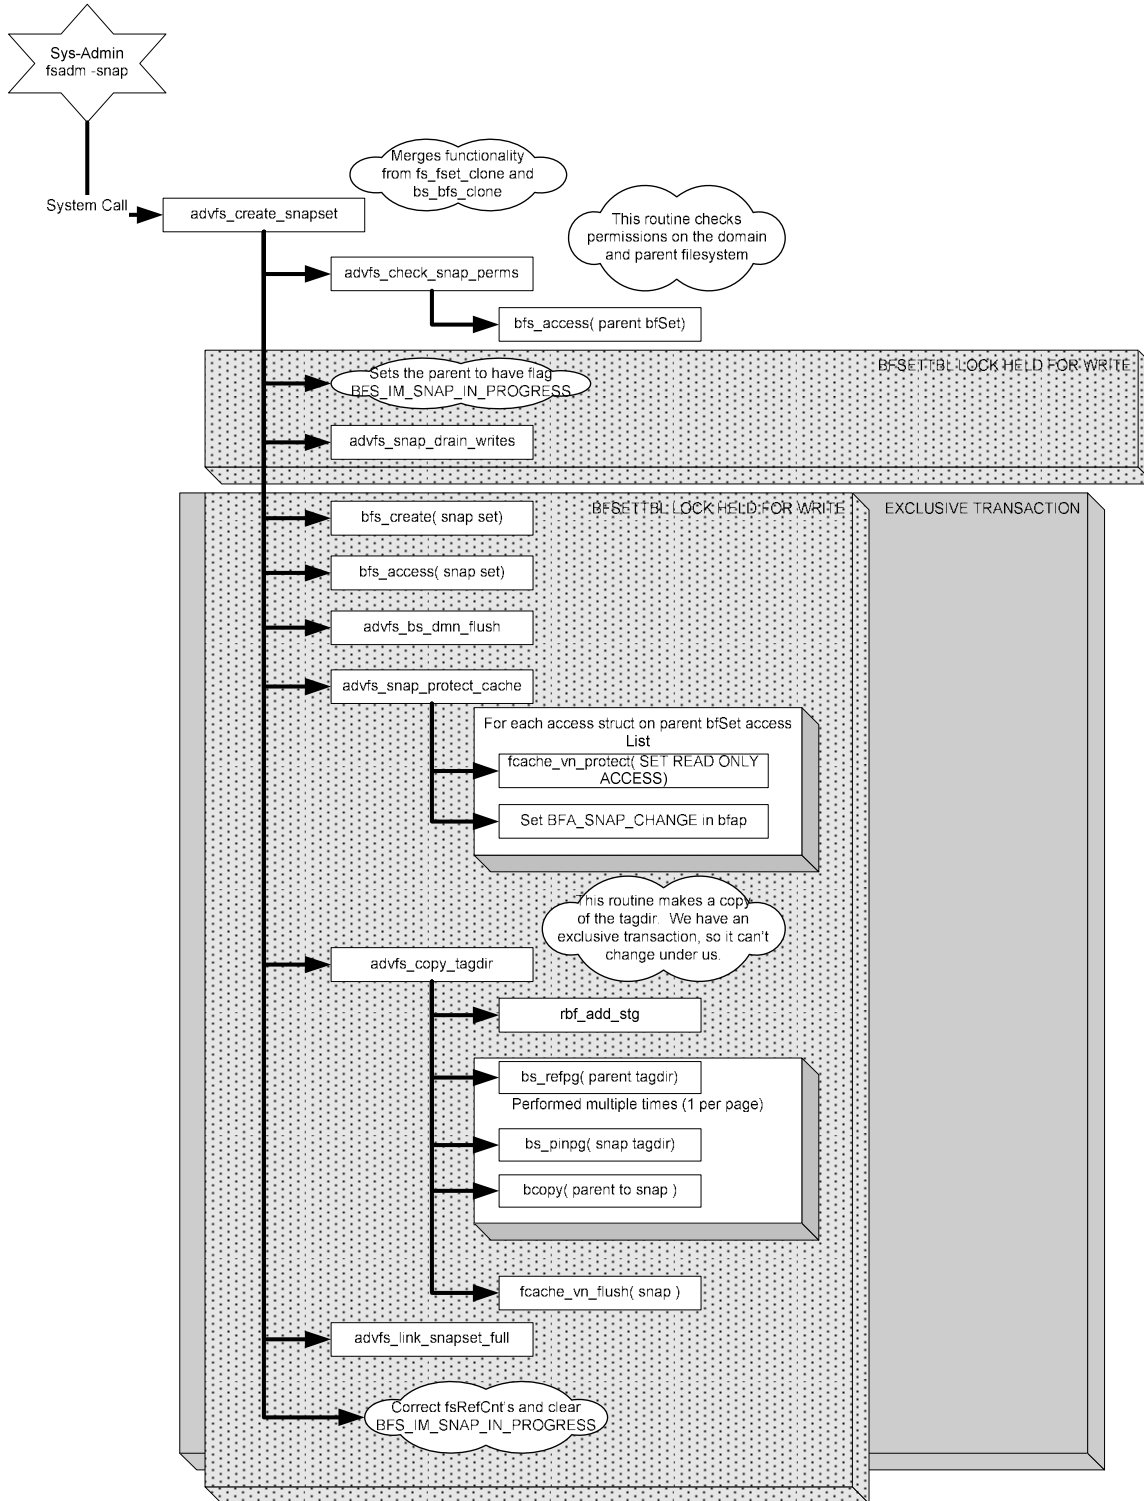 Sys-Admin
fsadm -snap
System Call
advfs_create_snapset
Merges functionality
from fs_fset_clone and
bs_bfs_clone
This routine checks
permissions on the domain
and parent filesystem
advfs_check_snap_perms
bfs_access( parent bfSet)
BFSETTBL LOCK HELD FOR WRITE
Sets the parent to have flag
BFS_IM_SNAP_IN_PROGRESS
advfs_snap_drain_writes
BFSETTBL LOCK HELD FOR WRITE
EXCLUSIVE TRANSACTION
bfs_create( snap set)
bfs_access( snap set)
advfs_bs_dmn_flush
advfs_snap_protect_cache
For each access struct on parent bfSet access
List
fcache_vn_protect( SET READ ONLY
ACCESS)
Set BFA_SNAP_CHANGE in bfap
This routine makes a copy
of the tagdir.  We have an
exclusive transaction, so it can't
change under us.
advfs_copy_tagdir
rbf_add_stg
bs_refpg( parent tagdir)
Performed multiple times (1 per page)
bs_pinpg( snap tagdir)
bcopy( parent to snap )
fcache_vn_flush( snap )
advfs_link_snapset_full
Correct fsRefCnt's and clear
BFS_IM_SNAP_IN_PROGRESS